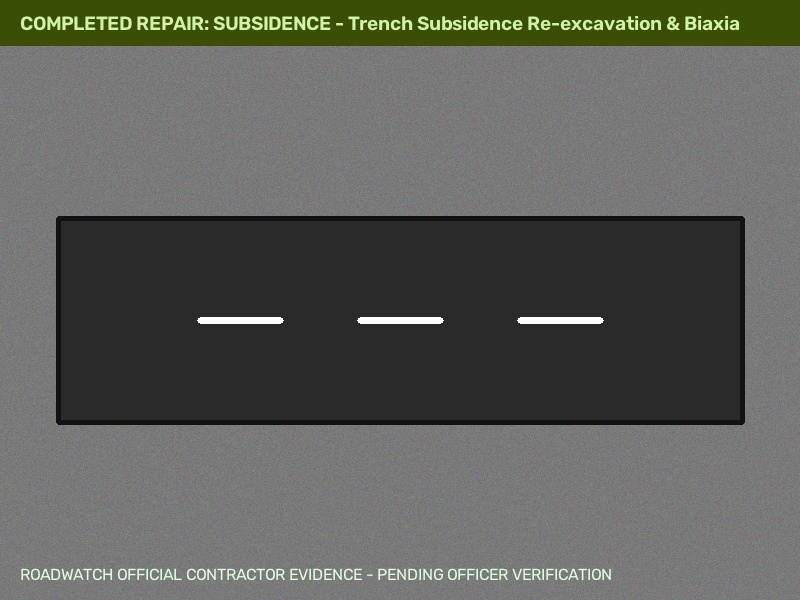 COMPLETED REPAIR: SUBSIDENCE - Trench Subsidence Re-excavation & Biaxia
ROADWATCH OFFICIAL CONTRACTOR EVIDENCE - PENDING OFFICER VERIFICATION